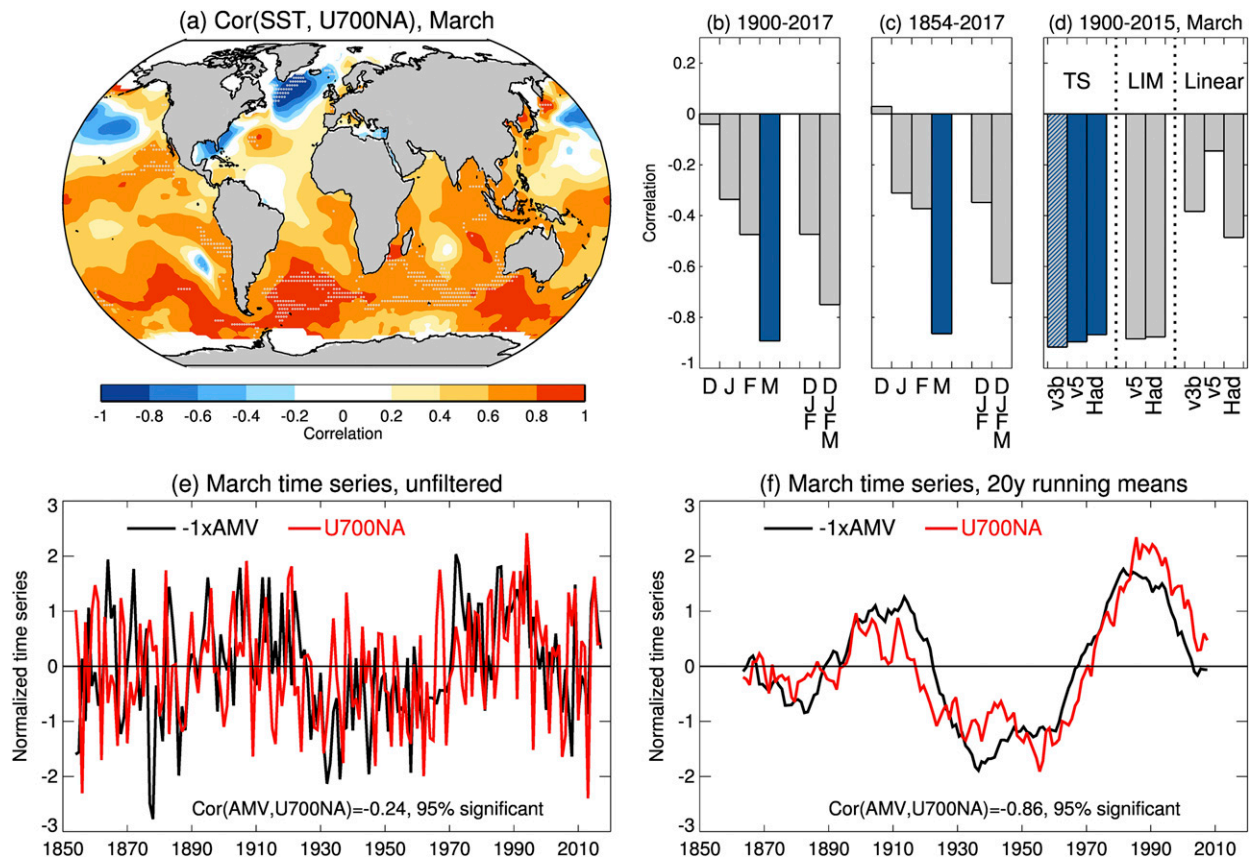 (a) Cor(SST, U700NA), March
-1 -0.8 -0.6 -0.4 -0.2 0 0.2 0.4 0.6 0.8 1
Correlation
(b) 1900-2017
0.2
0
-0.2
-0.4
-0.6
-0.8
-1
Correlation
D J F M DJF DJFM
(c) 1854-2017
D J F M DJF DJFM
(d) 1900-2015, March
TS LIM Linear
v3b v5 Had v5 Had v3b v5 Had
(e) March time series, unfiltered
-1xAMV U700NA
3
2
1
0
-1
-2
-3
Normalized time series
Cor(AMV,U700NA)=-0.24, 95% significant
1850 1870 1890 1910 1930 1950 1970 1990 2010
(f) March time series, 20y running means
-1xAMV U700NA
3
2
1
0
-1
-2
-3
Normalized time series
Cor(AMV,U700NA)=-0.86, 95% significant
1850 1870 1890 1910 1930 1950 1970 1990 2010